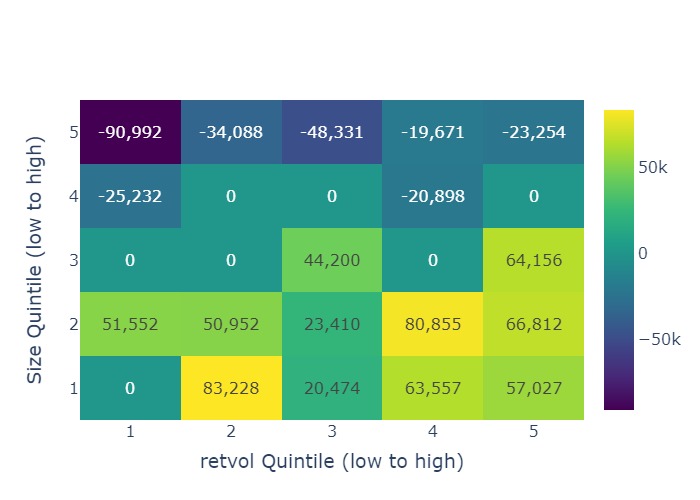 5 -90,992 -34,088 -48,331 -19,671 -23,254
4 -25,232 0 0 -20,898 0
3 0 0 44,200 0 64,156
2 51,552 50,952 23,410 80,855 66,812
1 0 83,228 20,474 63,557 57,027
1 2 3 4 5
retvol Quintile (low to high)
Size Quintile (low to high)
50k
0
−50k